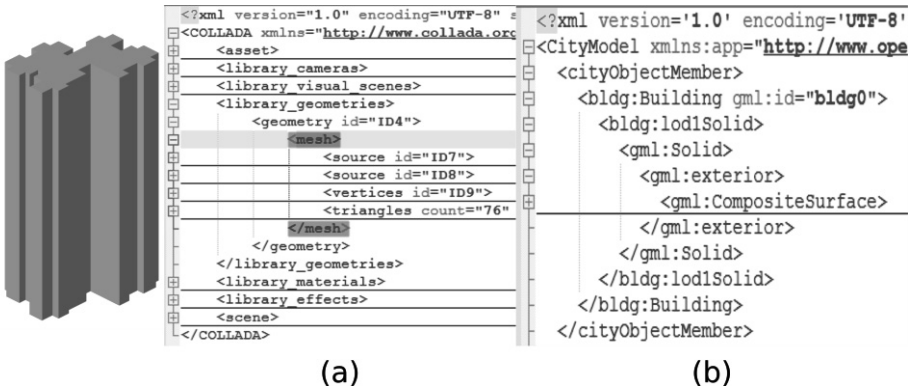 <?xml version="1.0" encoding="UTF-8" s
<COLLADA xmlns="http://www.collada.org
<asset>
<library_cameras>
<library_visual_scenes>
<library_geometries>
<geometry id="ID4">
<mesh>
<source id="ID7">
<source id="ID8">
<vertices id="ID9">
<triangles count="76"
</mesh>
</geometry>
</library_geometries>
<library_materials>
<library_effects>
<scene>
</COLLADA>
(a)
<?xml version='1.0' encoding='UTF-8'
<CityModel xmlns:app="http://www.ope
<cityObjectMember>
<bldg:Building gml:id="bldg0">
<bldg:lod1Solid>
<gml:Solid>
<gml:exterior>
<gml:CompositeSurface>
</gml:exterior>
</gml:Solid>
</bldg:lod1Solid>
</bldg:Building>
</cityObjectMember>
(b)